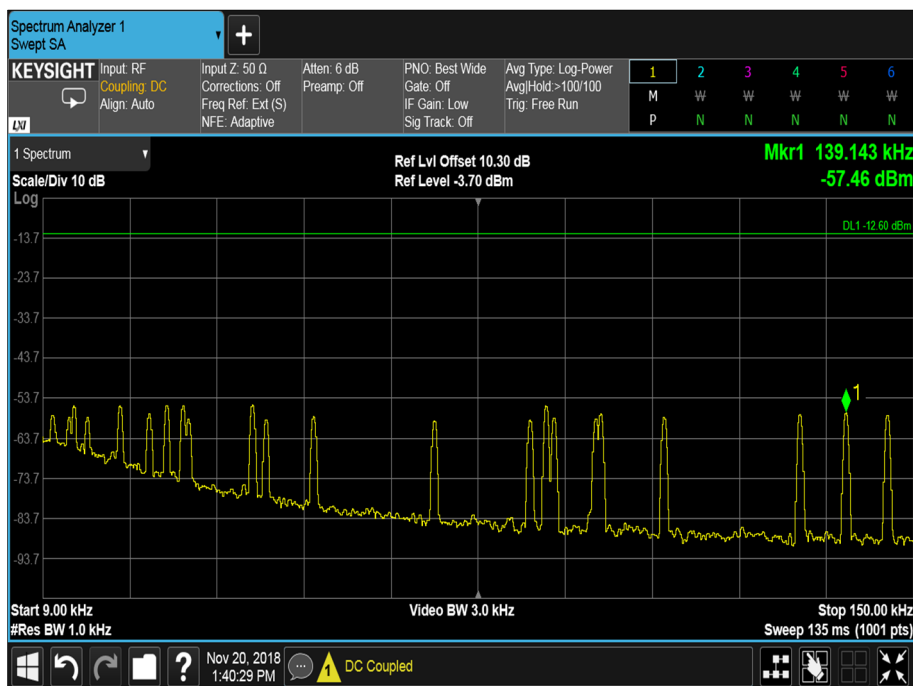 Spectrum Analyzer 1
Swept SA
+
KEYSIGHT
LXI
Input: RF
Coupling: DC
Align: Auto
Input Z: 50 Ω
Corrections: Off
Freq Ref: Ext (S)
NFE: Adaptive
Atten: 6 dB
Preamp: Off
PNO: Best Wide
Gate: Off
IF Gain: Low
Sig Track: Off
Avg Type: Log-Power
Avg|Hold:>100/100
Trig: Free Run
1 2 3 4 5 6
M W W W W W
P N N N N N
1 Spectrum
Scale/Div 10 dB
Log
Ref Lvl Offset 10.30 dB
Ref Level -3.70 dBm
Mkr1 139.143 kHz
-57.46 dBm
DL1 -12.60 dBm
-13.7
-23.7
-33.7
-43.7
-53.7
1
-63.7
-73.7
-83.7
-93.7
Start 9.00 kHz
#Res BW 1.0 kHz
Video BW 3.0 kHz
Stop 150.00 kHz
Sweep 135 ms (1001 pts)
?
Nov 20, 2018
1:40:29 PM
1
DC Coupled